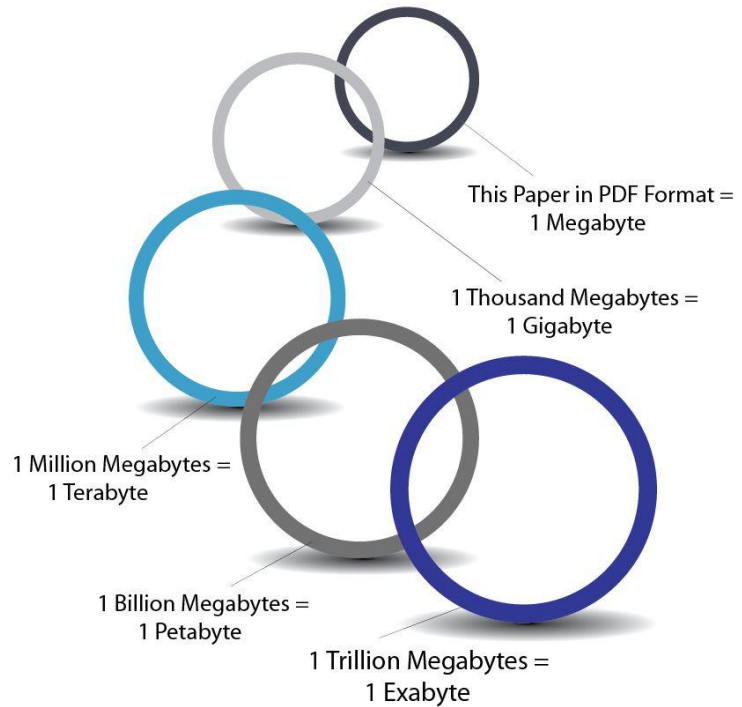 This Paper in PDF Format =
1 Megabyte
1 Thousand Megabytes =
1 Gigabyte
1 Million Megabytes =
1 Terabyte
1 Billion Megabytes =
1 Petabyte
1 Trillion Megabytes =
1 Exabyte